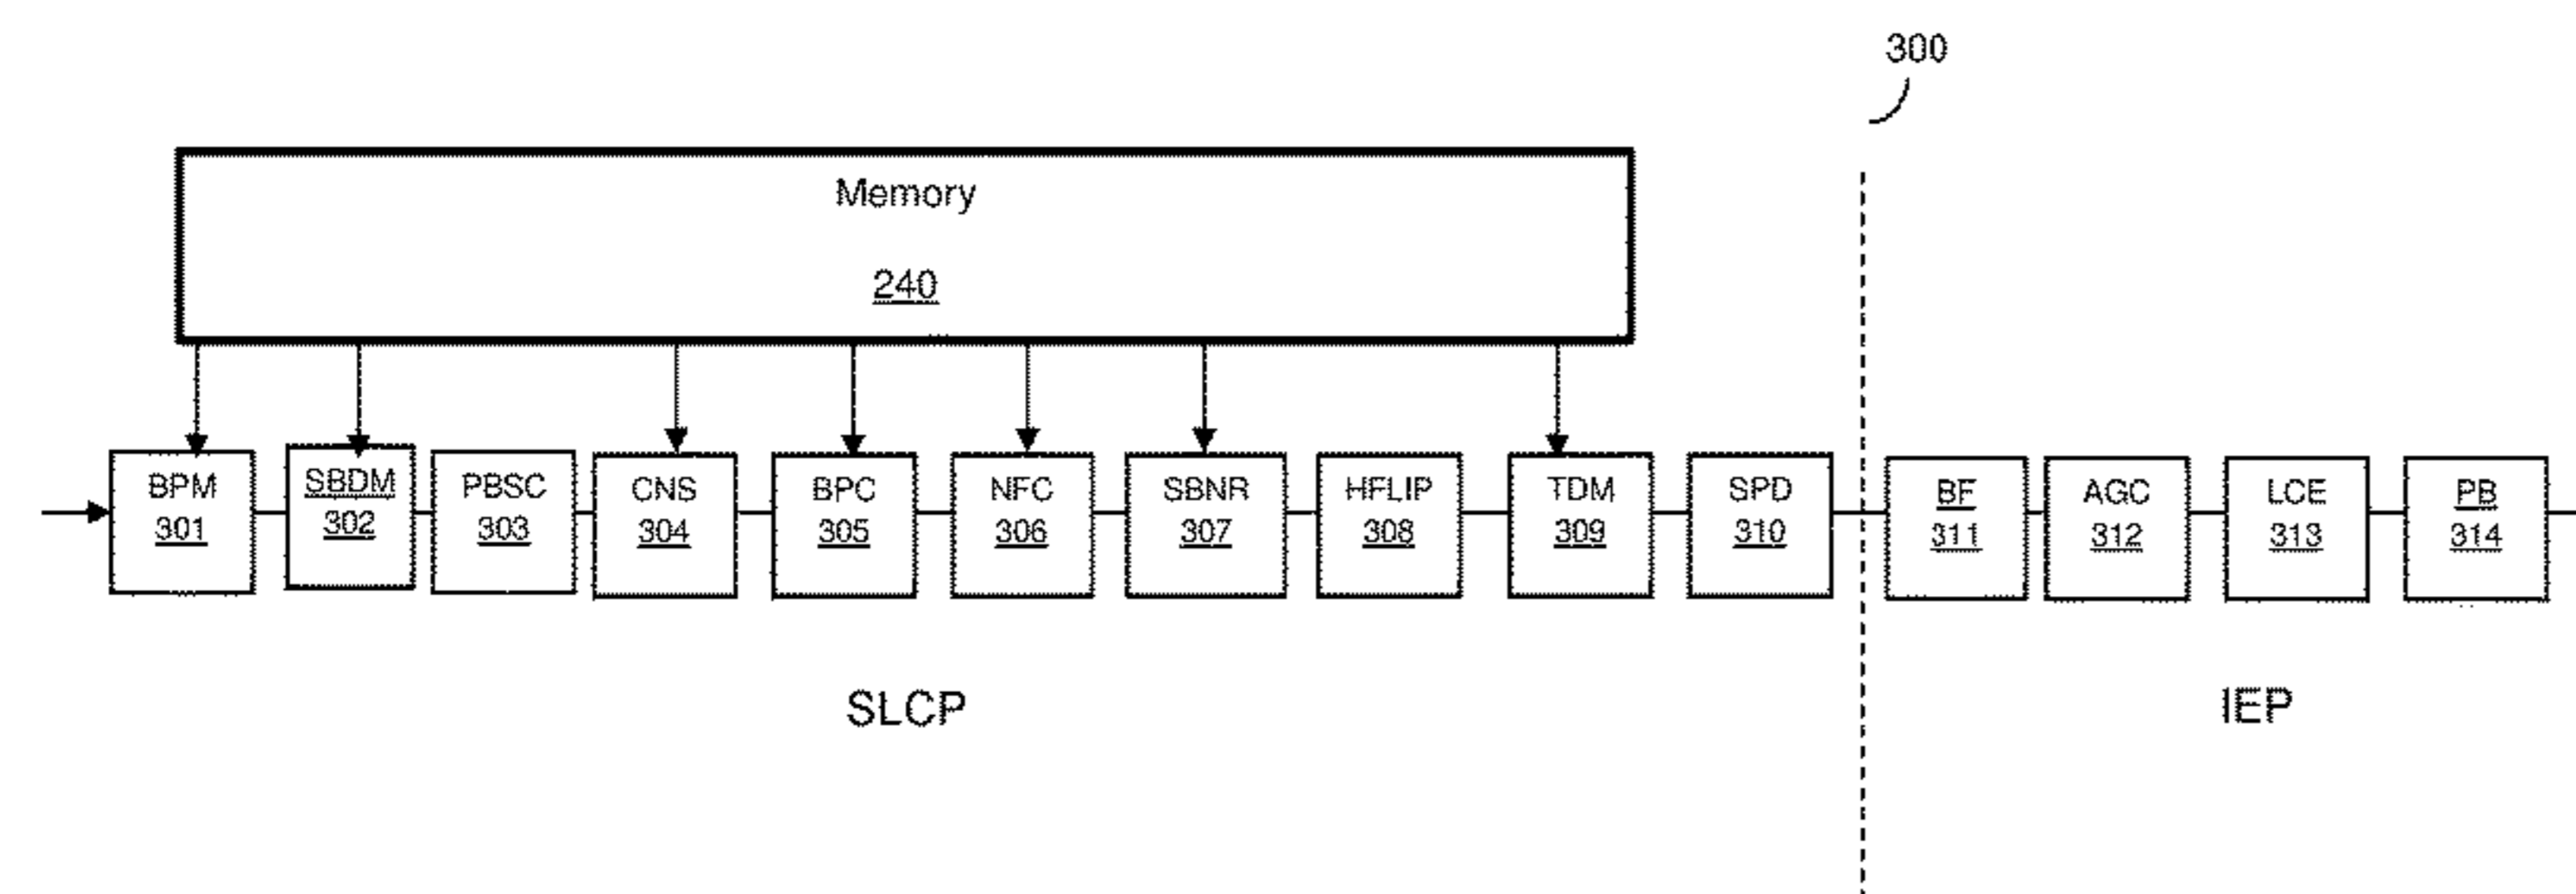 300
Memory
240
BPM
301
SBDM
302
PBSC
303
CNS
304
BPC
305
NFC
306
SBNR
307
HFLIP
308
TDM
309
SPD
310
BF
311
AGC
312
LCE
313
PB
314
SLCP
IEP